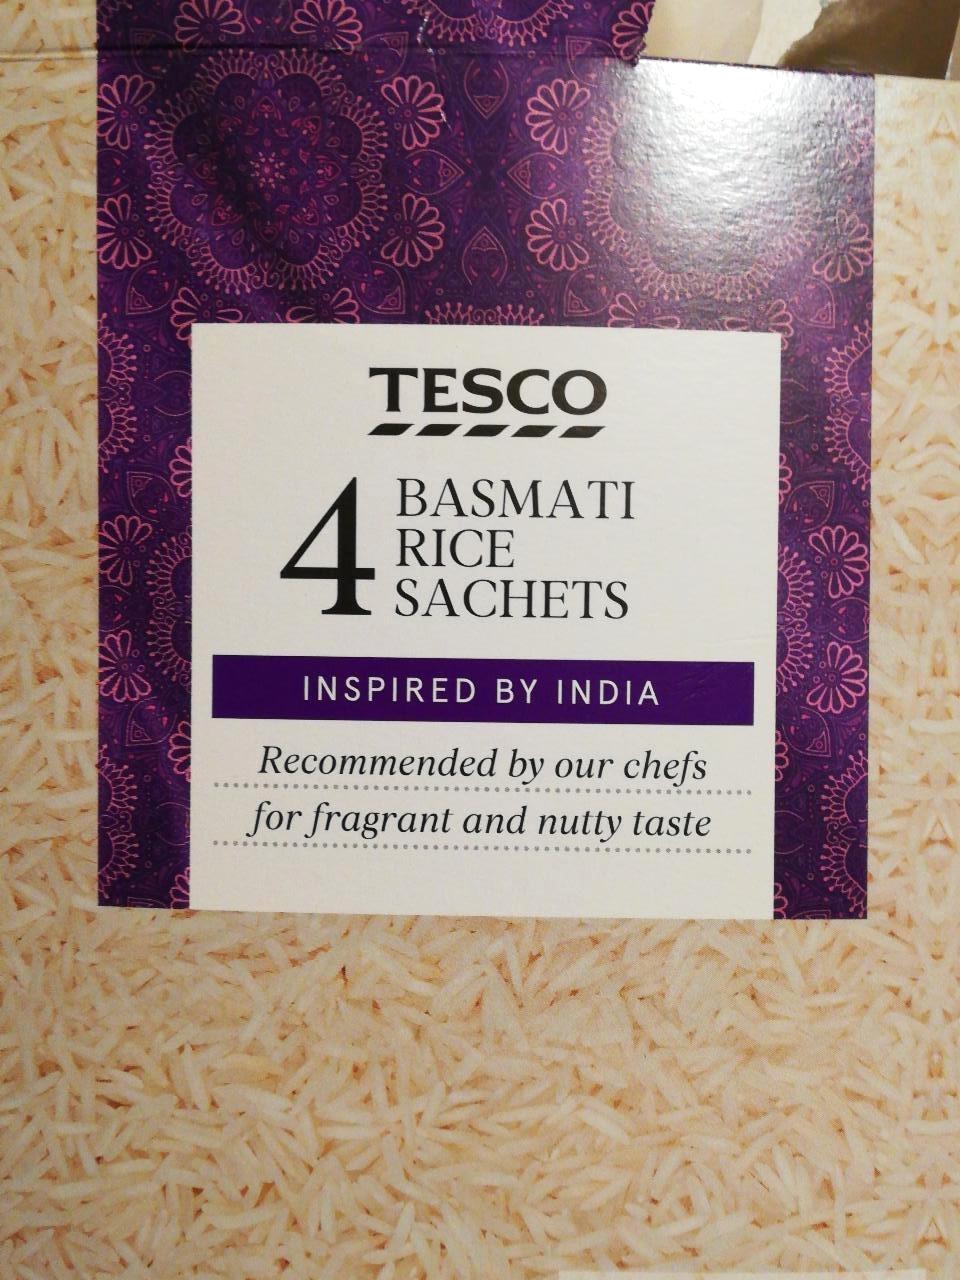 TESCO
4 BASMATI
RICE
SACHETS
INSPIRED BY INDIA
Recommended by our chefs
for fragrant and nutty taste